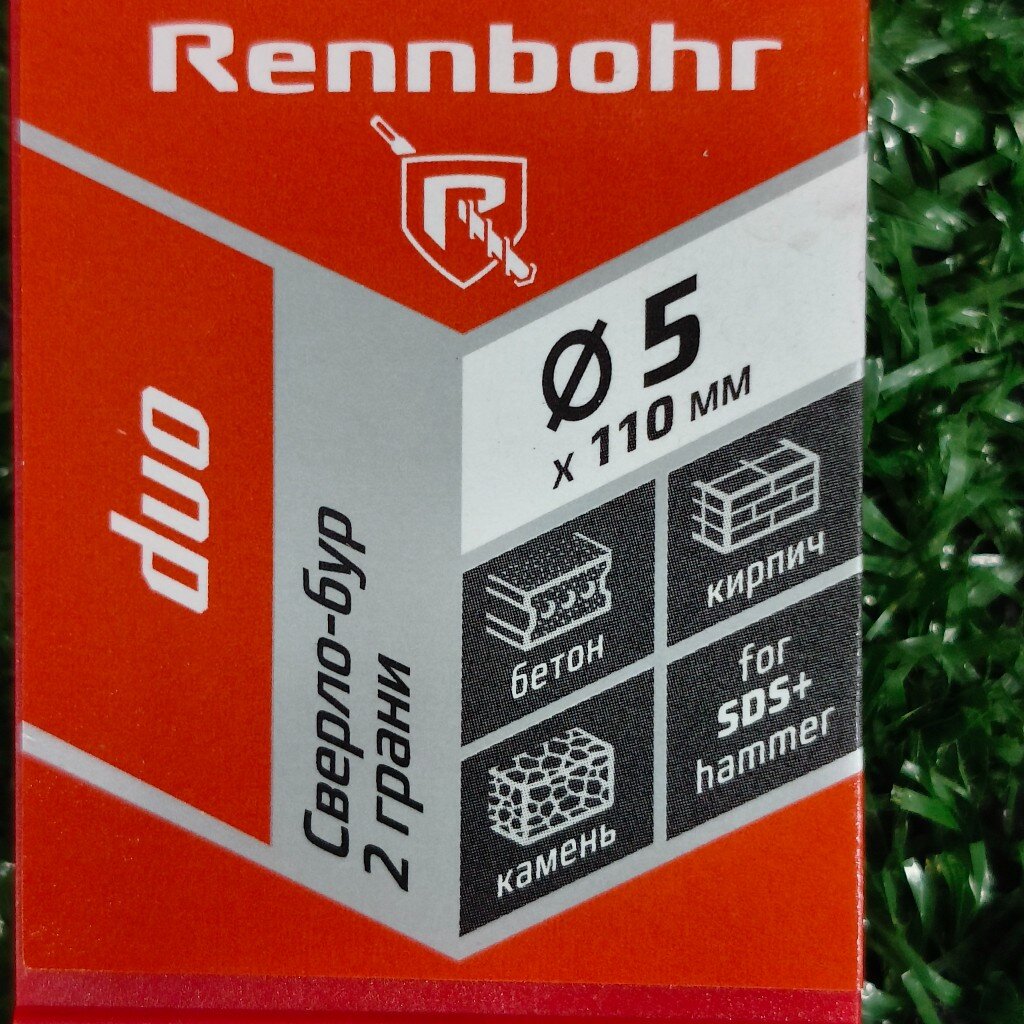 Rennbohr
duo
Сверло-бур
2 грани
Ø 5
x 110 мм
бетон
кирпич
камень
for
SDS+
hammer